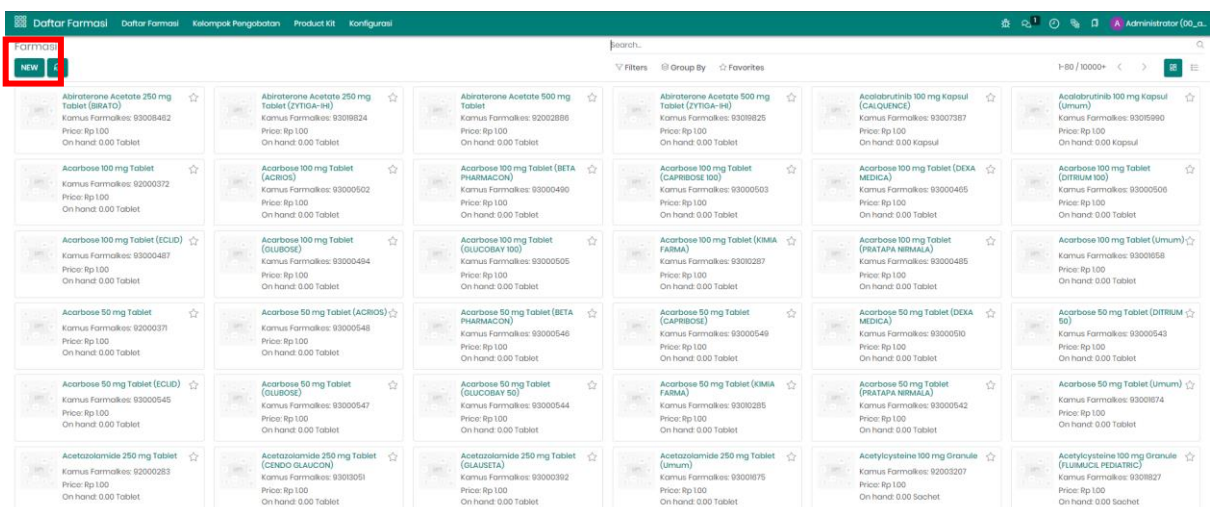 Daftar Farmasi Daftar Farmasi Kelompok Pengobatan Product Kit Konfigurasi 1 A Administrator (00_a...
Farmasi Search...
NEW Filters Group By Favorites 1-80 / 10000+
Abiraterone Acetate 250 mg
Tablet (BIRATO)
Kamus Farmalkes: 93008462
Price: Rp 1.00
On hand: 0.00 Tablet
Abiraterone Acetate 250 mg
Tablet (ZYTIGA-IHI)
Kamus Farmalkes: 93019824
Price: Rp 1.00
On hand: 0.00 Tablet
Abiraterone Acetate 500 mg
Tablet
Kamus Farmalkes: 92002886
Price: Rp 1.00
On hand: 0.00 Tablet
Abiraterone Acetate 500 mg
Tablet (ZYTIGA-IHI)
Kamus Farmalkes: 93019825
Price: Rp 1.00
On hand: 0.00 Tablet
Acalabrutinib 100 mg Kapsul
(CALQUENCE)
Kamus Farmalkes: 93007387
Price: Rp 1.00
On hand: 0.00 Kapsul
Acalabrutinib 100 mg Kapsul
(Umum)
Kamus Farmalkes: 93015990
Price: Rp 1.00
On hand: 0.00 Kapsul
Acarbose 100 mg Tablet
Kamus Farmalkes: 92000372
Price: Rp 1.00
On hand: 0.00 Tablet
Acarbose 100 mg Tablet
(ACRIOS)
Kamus Farmalkes: 93000502
Price: Rp 1.00
On hand: 0.00 Tablet
Acarbose 100 mg Tablet (BETA
PHARMACON)
Kamus Farmalkes: 93000490
Price: Rp 1.00
On hand: 0.00 Tablet
Acarbose 100 mg Tablet
(CAPRIBOSE 100)
Kamus Farmalkes: 93000503
Price: Rp 1.00
On hand: 0.00 Tablet
Acarbose 100 mg Tablet (DEXA
MEDICA)
Kamus Farmalkes: 93000465
Price: Rp 1.00
On hand: 0.00 Tablet
Acarbose 100 mg Tablet
(DITRIUM 100)
Kamus Farmalkes: 93000506
Price: Rp 1.00
On hand: 0.00 Tablet
Acarbose 100 mg Tablet (ECLID)
Kamus Farmalkes: 93000487
Price: Rp 1.00
On hand: 0.00 Tablet
Acarbose 100 mg Tablet
(GLUBOSE)
Kamus Farmalkes: 93000494
Price: Rp 1.00
On hand: 0.00 Tablet
Acarbose 100 mg Tablet
(GLUCOBAY 100)
Kamus Farmalkes: 93000505
Price: Rp 1.00
On hand: 0.00 Tablet
Acarbose 100 mg Tablet (KIMIA
FARMA)
Kamus Farmalkes: 93010287
Price: Rp 1.00
On hand: 0.00 Tablet
Acarbose 100 mg Tablet
(PRATAPA NIRMALA)
Kamus Farmalkes: 93000485
Price: Rp 1.00
On hand: 0.00 Tablet
Acarbose 100 mg Tablet (Umum)
Kamus Farmalkes: 93001658
Price: Rp 1.00
On hand: 0.00 Tablet
Acarbose 50 mg Tablet
Kamus Farmalkes: 92000371
Price: Rp 1.00
On hand: 0.00 Tablet
Acarbose 50 mg Tablet (ACRIOS)
Kamus Farmalkes: 93000548
Price: Rp 1.00
On hand: 0.00 Tablet
Acarbose 50 mg Tablet (BETA
PHARMACON)
Kamus Farmalkes: 93000546
Price: Rp 1.00
On hand: 0.00 Tablet
Acarbose 50 mg Tablet
(CAPRIBOSE)
Kamus Farmalkes: 93000549
Price: Rp 1.00
On hand: 0.00 Tablet
Acarbose 50 mg Tablet (DEXA
MEDICA)
Kamus Farmalkes: 93000510
Price: Rp 1.00
On hand: 0.00 Tablet
Acarbose 50 mg Tablet (DITRIUM
50)
Kamus Farmalkes: 93000543
Price: Rp 1.00
On hand: 0.00 Tablet
Acarbose 50 mg Tablet (ECLID)
Kamus Farmalkes: 93000545
Price: Rp 1.00
On hand: 0.00 Tablet
Acarbose 50 mg Tablet
(GLUBOSE)
Kamus Farmalkes: 93000547
Price: Rp 1.00
On hand: 0.00 Tablet
Acarbose 50 mg Tablet
(GLUCOBAY 50)
Kamus Farmalkes: 93000544
Price: Rp 1.00
On hand: 0.00 Tablet
Acarbose 50 mg Tablet (KIMIA
FARMA)
Kamus Farmalkes: 93010285
Price: Rp 1.00
On hand: 0.00 Tablet
Acarbose 50 mg Tablet
(PRATAPA NIRMALA)
Kamus Farmalkes: 93000542
Price: Rp 1.00
On hand: 0.00 Tablet
Acarbose 50 mg Tablet (Umum)
Kamus Farmalkes: 93001674
Price: Rp 1.00
On hand: 0.00 Tablet
Acetazolamide 250 mg Tablet
Kamus Farmalkes: 92000283
Price: Rp 1.00
On hand: 0.00 Tablet
Acetazolamide 250 mg Tablet
(CENDO GLAUCON)
Kamus Farmalkes: 93013051
Price: Rp 1.00
On hand: 0.00 Tablet
Acetazolamide 250 mg Tablet
(GLAUSETA)
Kamus Farmalkes: 93000392
Price: Rp 1.00
On hand: 0.00 Tablet
Acetazolamide 250 mg Tablet
(Umum)
Kamus Farmalkes: 93001675
Price: Rp 1.00
On hand: 0.00 Tablet
Acetylcysteine 100 mg Granule
Kamus Farmalkes: 92003207
Price: Rp 1.00
On hand: 0.00 Sachet
Acetylcysteine 100 mg Granule
(FLUIMUCIL PEDIATRIC)
Kamus Farmalkes: 93011827
Price: Rp 1.00
On hand: 0.00 Sachet